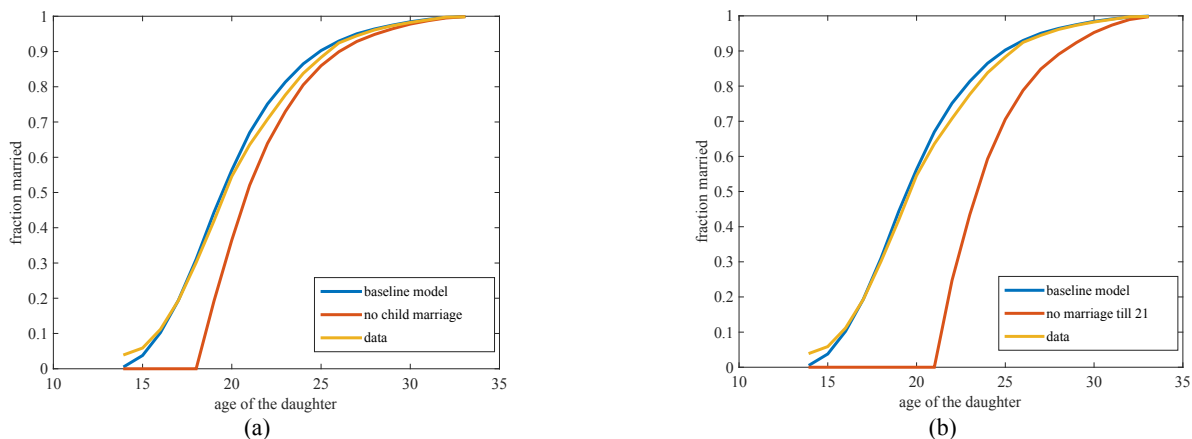 1
0.9
0.8
0.7
0.6
0.5
0.4
0.3
0.2
0.1
0
fraction married
baseline model
no child marriage
data
10 15 20 25 30 35
age of the daughter
(a)
1
0.9
0.8
0.7
0.6
0.5
0.4
0.3
0.2
0.1
0
fraction married
baseline model
no marriage till 21
data
10 15 20 25 30 35
age of the daughter
(b)